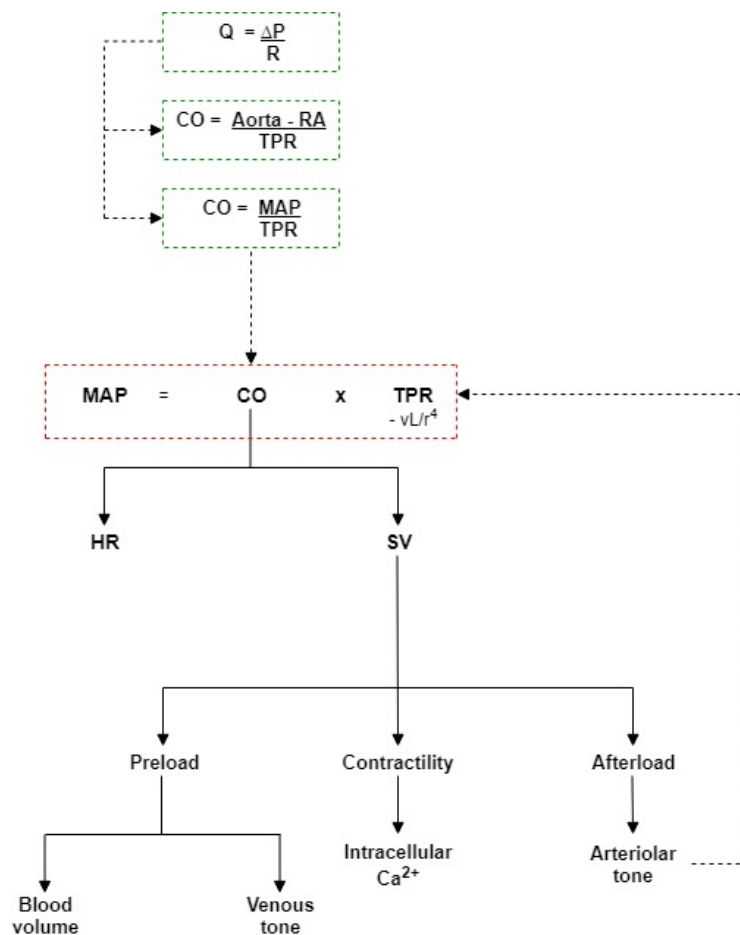 Q = ΔP
R
CO = Aorta - RA
TPR
CO = MAP
TPR
MAP = CO x TPR
- vL/r⁴
HR SV
Preload Contractility Afterload
Intracellular
Ca²⁺
Arteriolar
tone
Blood
volume
Venous
tone